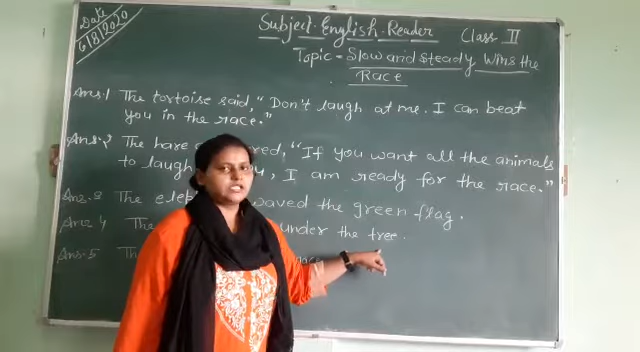 Date
6/8/2020
Subject - English - Reader
Class II
Topic - Slow and Steady Wins the
Race
Ans:1 The tortoise said, "Don't laugh at me. I can beat
you in the race."
Ans:2 The hare "If you want all the animals
to laugh I am ready for the race."
Ans:3 The waved the green flag.
Ans:4 The under the tree.
Ans:5